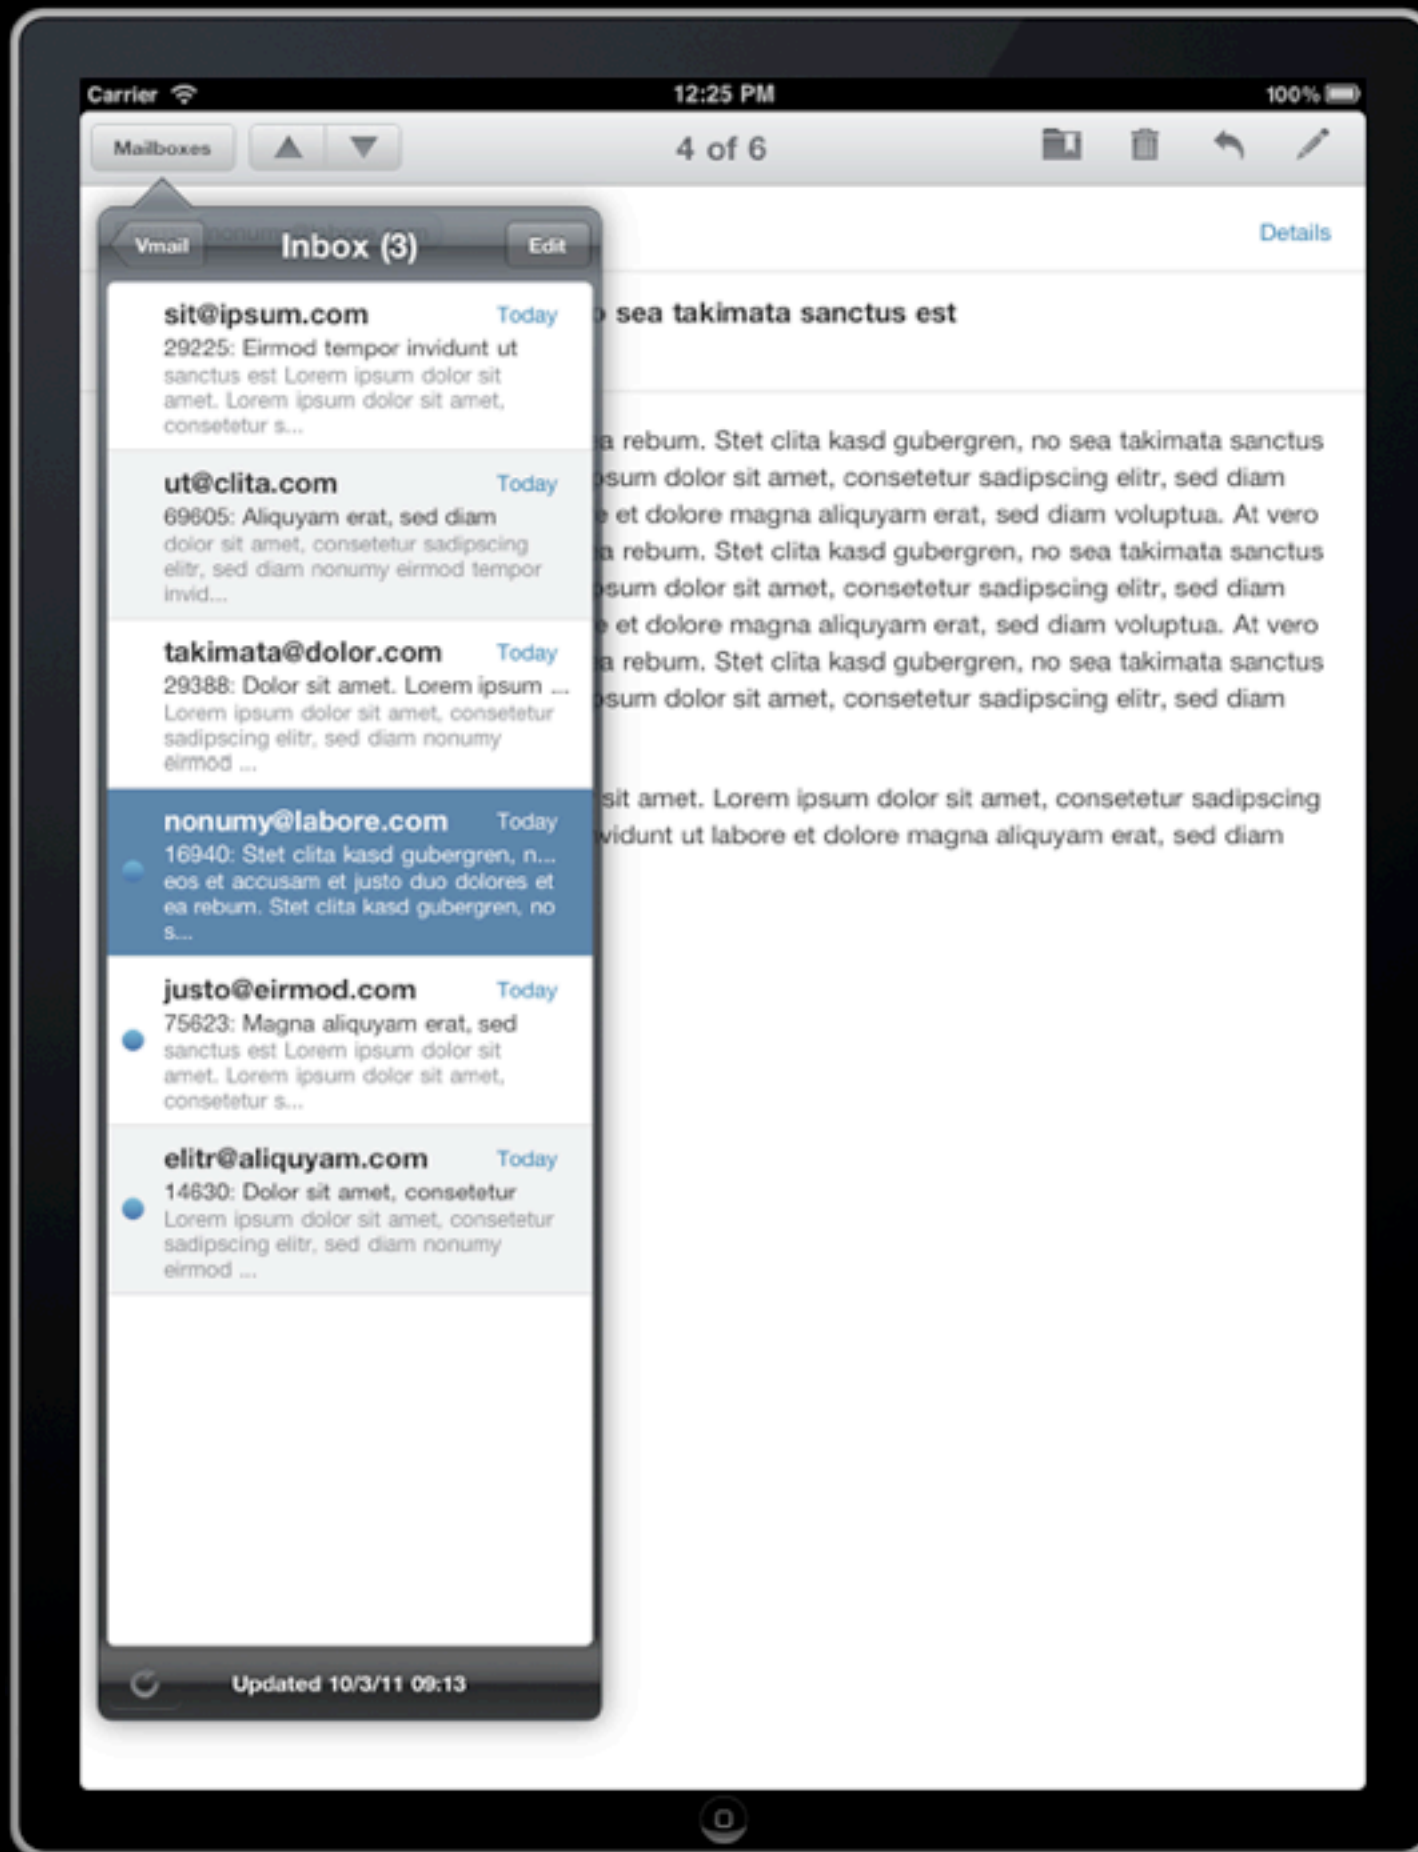 Carrier
12:25 PM
100%
Mailboxes
4 of 6
Vmail
Inbox (3)
Edit
Details
sit@ipsum.com
Today
29225: Eirmod tempor invidunt ut
sanctus est Lorem ipsum dolor sit
amet. Lorem ipsum dolor sit amet,
consetetur s...
ut@clita.com
Today
69605: Aliquyam erat, sed diam
dolor sit amet, consetetur sadipscing
elitr, sed diam nonumy eirmod tempor
invid...
takimata@dolor.com
Today
29388: Dolor sit amet. Lorem ipsum ...
Lorem ipsum dolor sit amet, consetetur
sadipscing elitr, sed diam nonumy
eirmod ...
nonumy@labore.com
Today
16940: Stet clita kasd gubergren, n...
eos et accusam et justo duo dolores et
ea rebum. Stet clita kasd gubergren, no
s...
justo@eirmod.com
Today
75623: Magna aliquyam erat, sed
sanctus est Lorem ipsum dolor sit
amet. Lorem ipsum dolor sit amet,
consetetur s...
elitr@aliquyam.com
Today
14630: Dolor sit amet, consetetur
Lorem ipsum dolor sit amet, consetetur
sadipscing elitr, sed diam nonumy
eirmod ...
Updated 10/3/11 09:13
sea takimata sanctus est
rebum. Stet clita kasd gubergren, no sea takimata sanctus
dolor sit amet, consetetur sadipscing elitr, sed diam
et dolore magna aliquyam erat, sed diam voluptua. At vero
rebum. Stet clita kasd gubergren, no sea takimata sanctus
dolor sit amet, consetetur sadipscing elitr, sed diam
et dolore magna aliquyam erat, sed diam voluptua. At vero
rebum. Stet clita kasd gubergren, no sea takimata sanctus
dolor sit amet, consetetur sadipscing elitr, sed diam
sit amet. Lorem ipsum dolor sit amet, consetetur sadipscing
ut labore et dolore magna aliquyam erat, sed diam